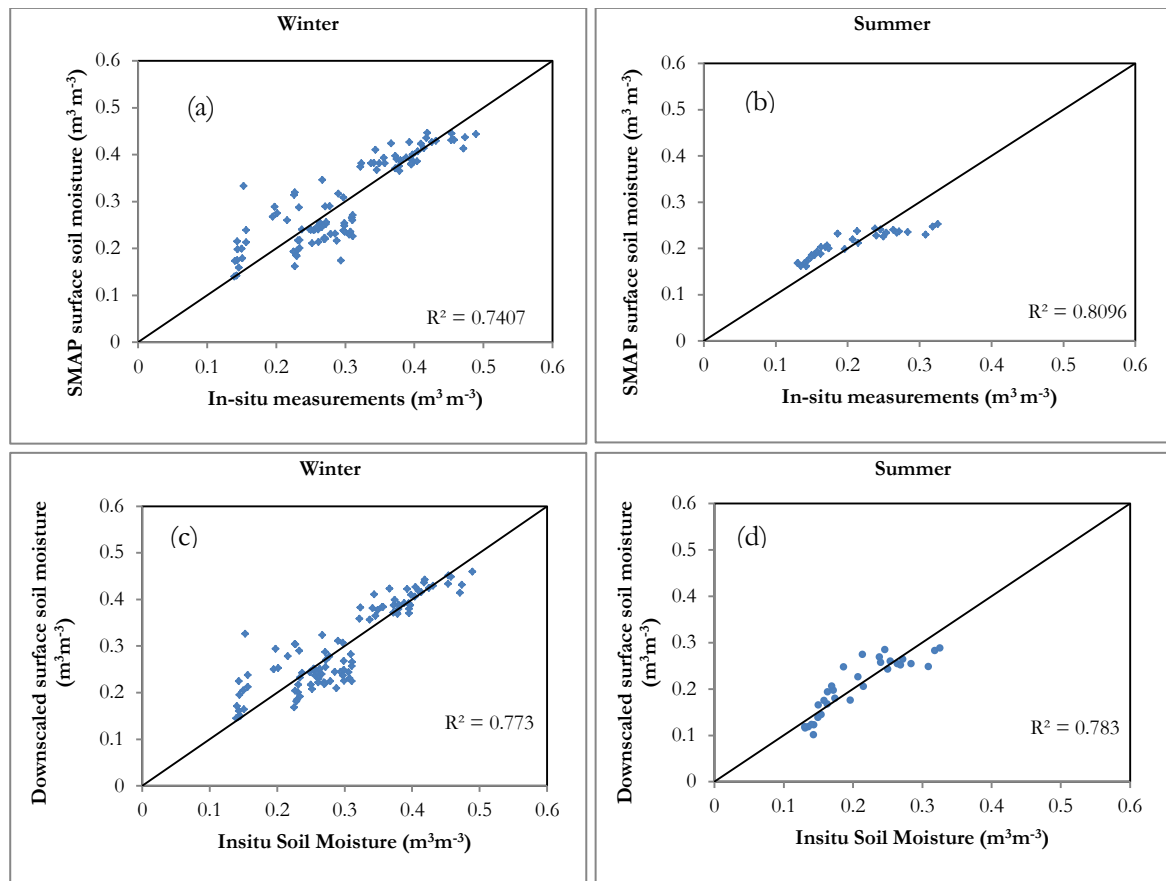 Winter
(a)
SMAP surface soil moisture (m³ m⁻³)
0.6
0.5
0.4
0.3
0.2
0.1
0
R² = 0.7407
0 0.1 0.2 0.3 0.4 0.5 0.6
In-situ measurements (m³ m⁻³)
Summer
(b)
SMAP surface soil moisture (m³ m⁻³)
0.6
0.5
0.4
0.3
0.2
0.1
0
R² = 0.8096
0 0.1 0.2 0.3 0.4 0.5 0.6
In-situ measurements (m³ m⁻³)
Winter
(c)
Downscaled surface soil moisture
(m³m⁻³)
0.6
0.5
0.4
0.3
0.2
0.1
0
R² = 0.773
0 0.1 0.2 0.3 0.4 0.5 0.6
Insitu Soil Moisture (m³m⁻³)
Summer
(d)
Downscaled surface soil moisture
(m³m⁻³)
0.6
0.5
0.4
0.3
0.2
0.1
0
R² = 0.783
0 0.1 0.2 0.3 0.4 0.5 0.6
Insitu Soil Moisture (m³m⁻³)